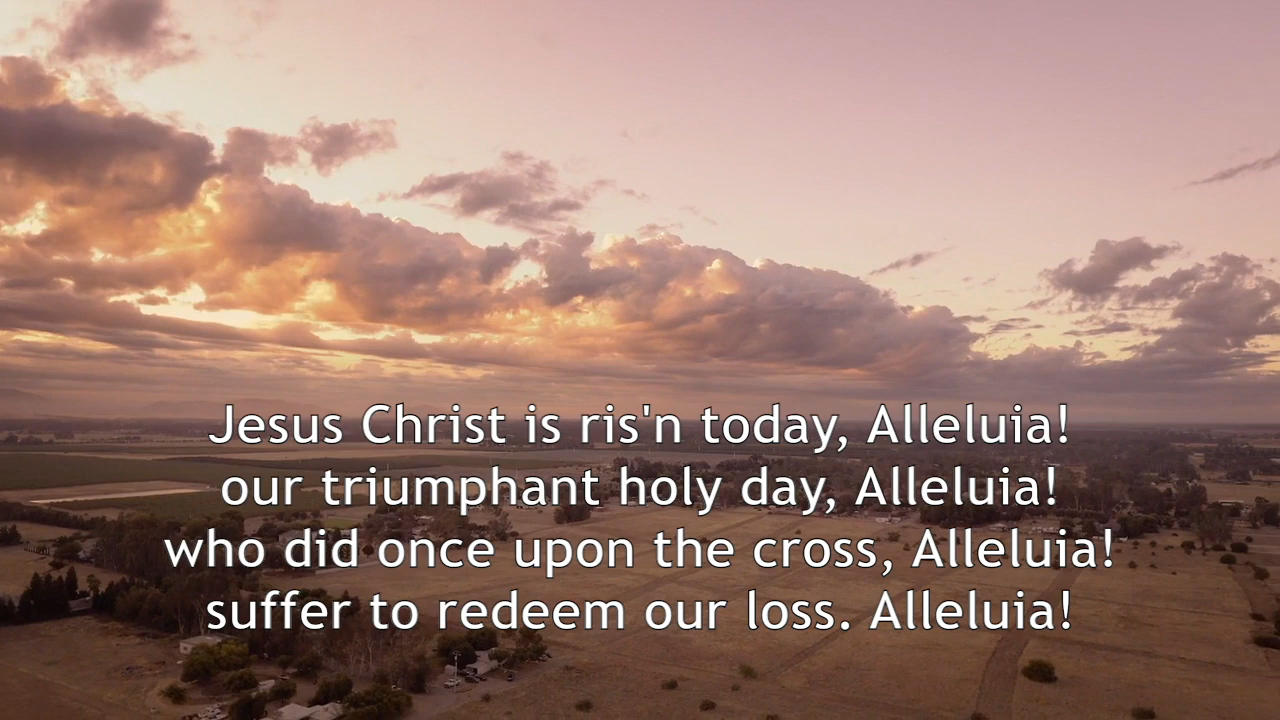 Jesus Christ is ris'n today, Alleluia!
our triumphant holy day, Alleluia!
who did once upon the cross, Alleluia!
suffer to redeem our loss. Alleluia!